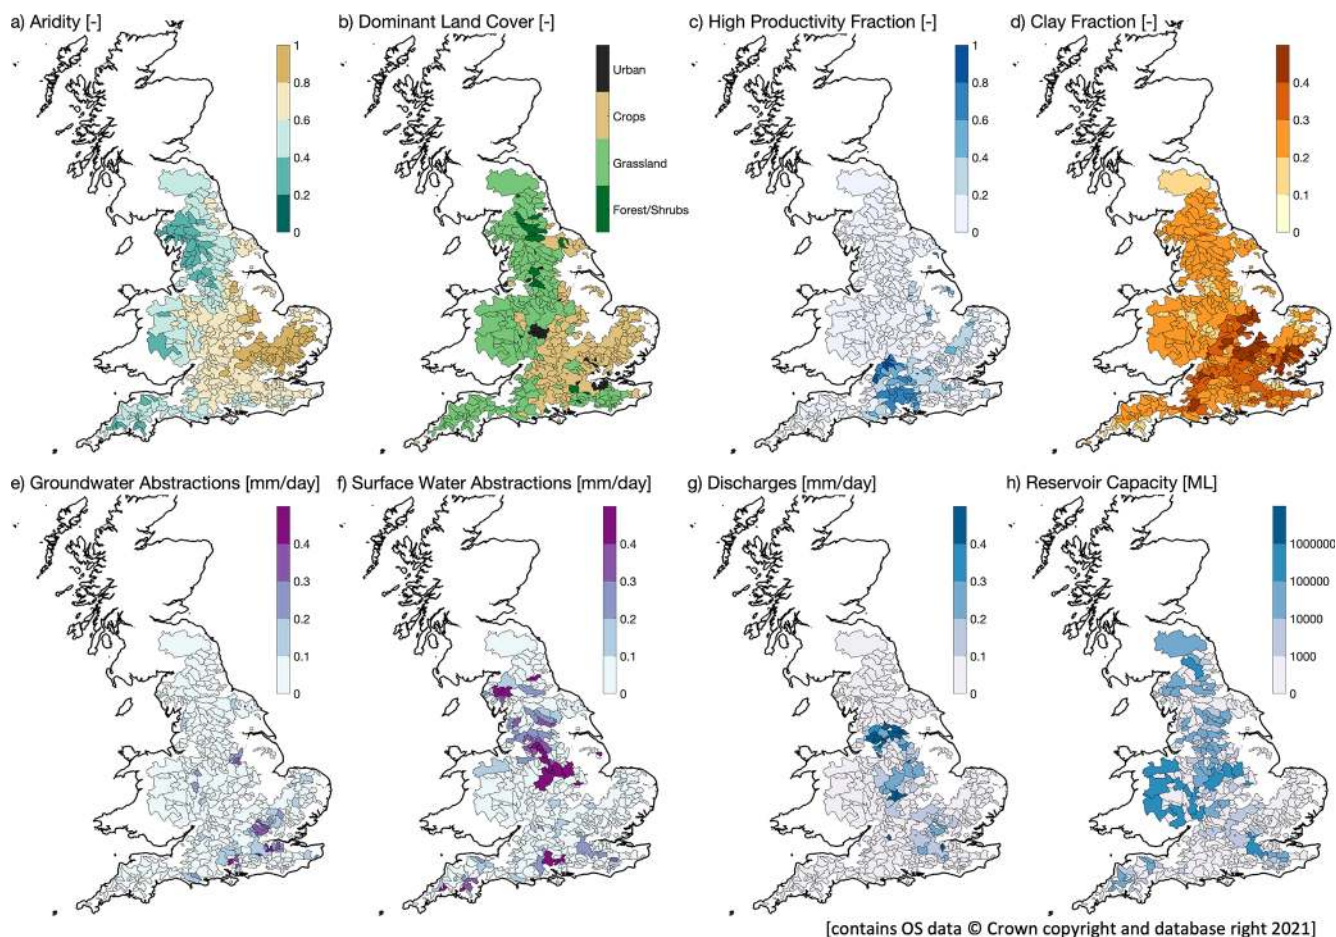 a) Aridity [-]
b) Dominant Land Cover [-]
c) High Productivity Fraction [-]
d) Clay Fraction [-]
1
0.8
0.6
0.4
0.2
0
Urban
Crops
Grassland
Forest/Shrubs
1
0.8
0.6
0.4
0.2
0
0.4
0.3
0.2
0.1
0
e) Groundwater Abstractions [mm/day]
f) Surface Water Abstractions [mm/day]
g) Discharges [mm/day]
h) Reservoir Capacity [ML]
0.4
0.3
0.2
0.1
0
0.4
0.3
0.2
0.1
0
0.4
0.3
0.2
0.1
0
1000000
100000
10000
1000
0
[contains OS data © Crown copyright and database right 2021]